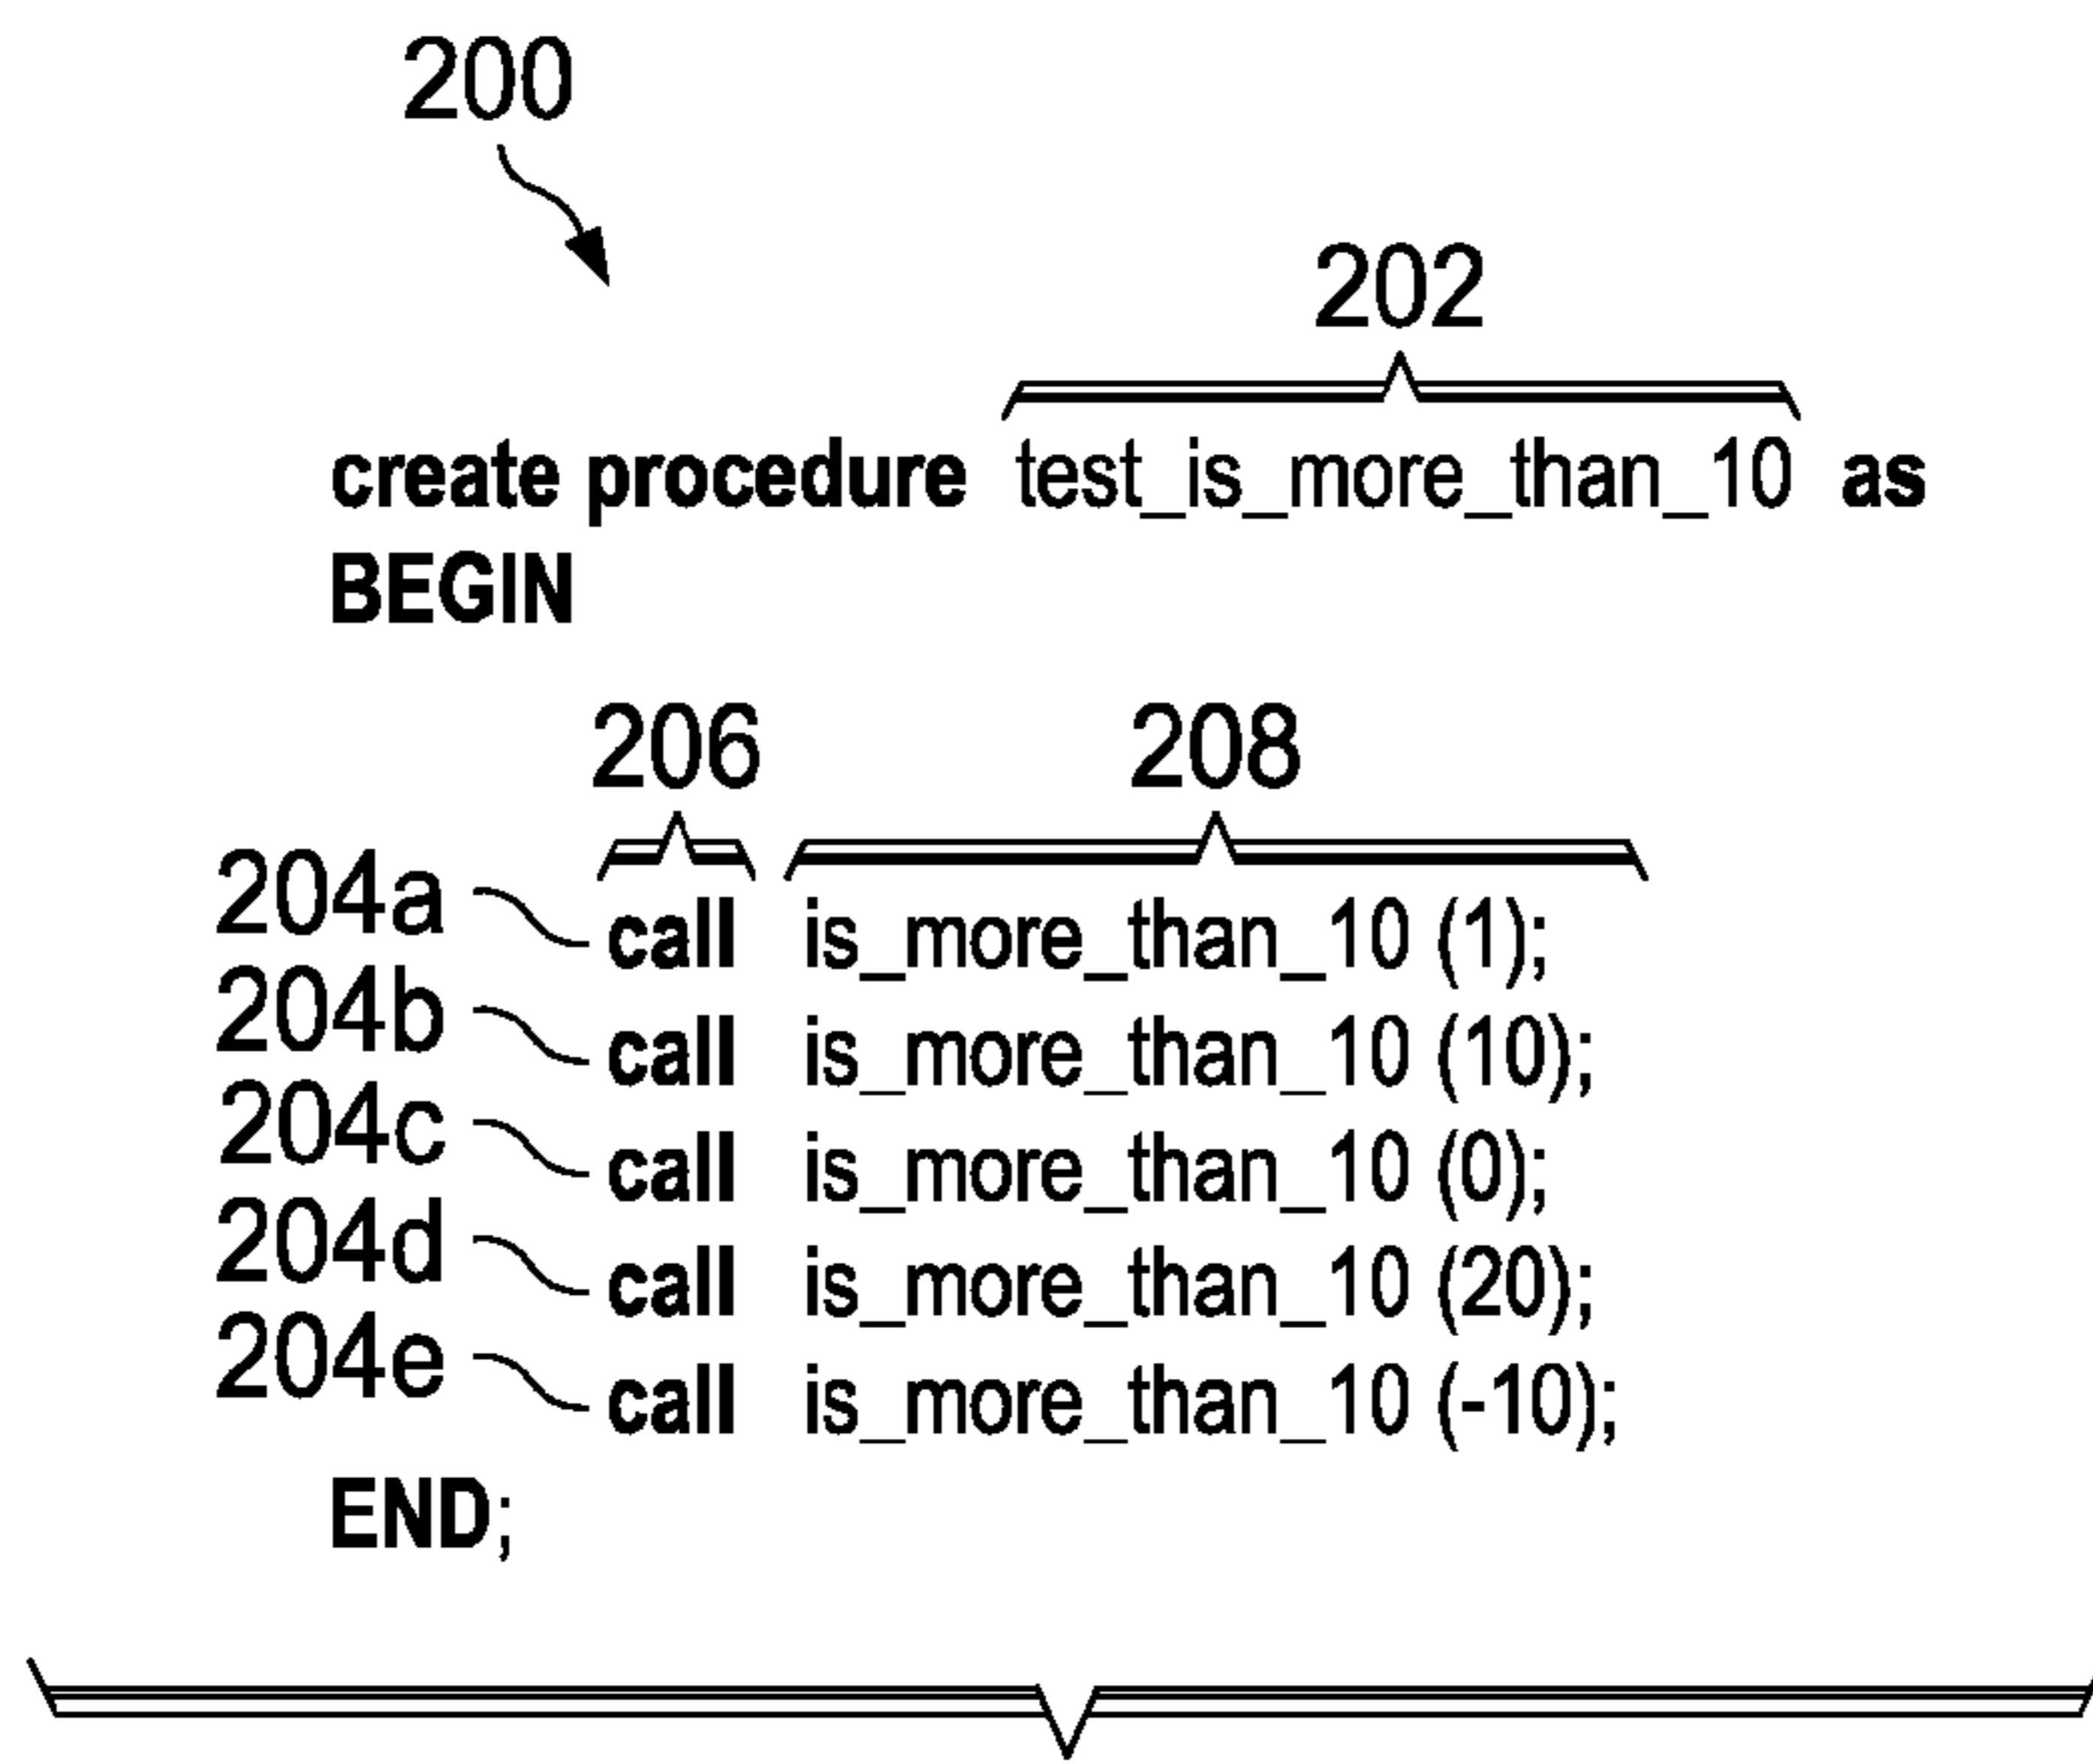 200
202
create procedure test_is_more_than_10 as
BEGIN
206 208
204a call is_more_than_10 (1);
204b call is_more_than_10 (10);
204c call is_more_than_10 (0);
204d call is_more_than_10 (20);
204e call is_more_than_10 (-10);
END;